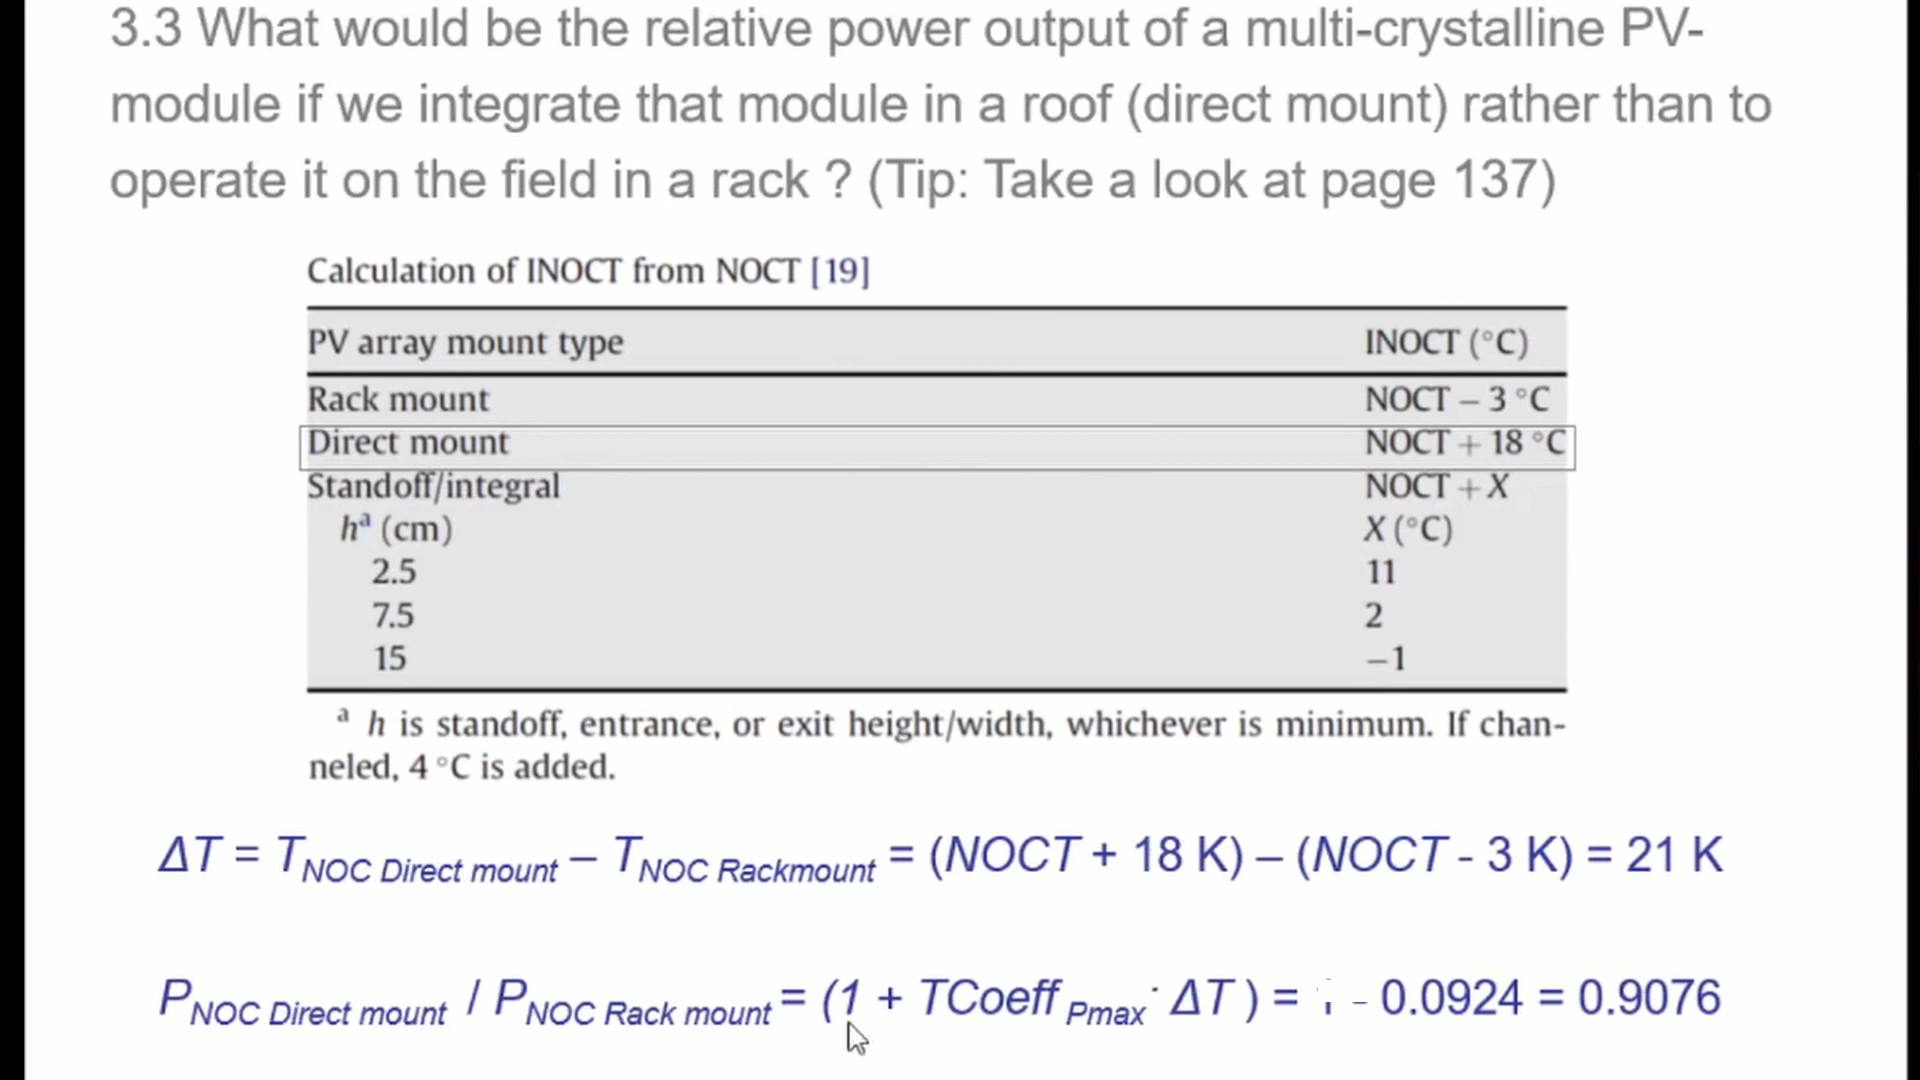 3.3 What would be the relative power output of a multi-crystalline PV-
module if we integrate that module in a roof (direct mount) rather than to
operate it on the field in a rack ? (Tip: Take a look at page 137)
Calculation of INOCT from NOCT [19]
PV array mount type INOCT (°C)
Rack mount NOCT − 3 °C
Direct mount NOCT + 18 °C
Standoff/integral NOCT + X
hᵃ (cm) X (°C)
2.5 11
7.5 2
15 −1
ᵃ h is standoff, entrance, or exit height/width, whichever is minimum. If chan-
neled, 4 °C is added.
ΔT = T NOC Direct mount – T NOC Rackmount = (NOCT + 18 K) – (NOCT - 3 K) = 21 K
P NOC Direct mount / P NOC Rack mount = (1 + TCoeff Pmax · ΔT ) = 1 - 0.0924 = 0.9076